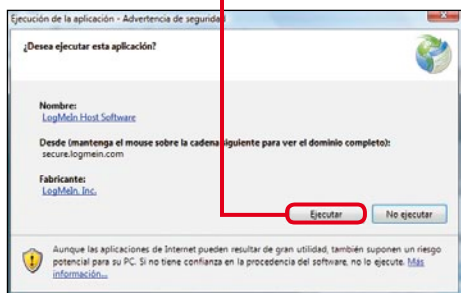 Ejecución de la aplicación - Advertencia de seguridad
¿Desea ejecutar esta aplicación?
Nombre:
LogMeIn Host Software
Desde (mantenga el mouse sobre la cadena siguiente para ver el dominio completo):
secure.logmein.com
Fabricante:
LogMeIn, Inc.
Ejecutar
No ejecutar
Aunque las aplicaciones de Internet pueden resultar de gran utilidad, también suponen un riesgo
potencial para su PC. Si no tiene confianza en la procedencia del software, no lo ejecute. Más
información...